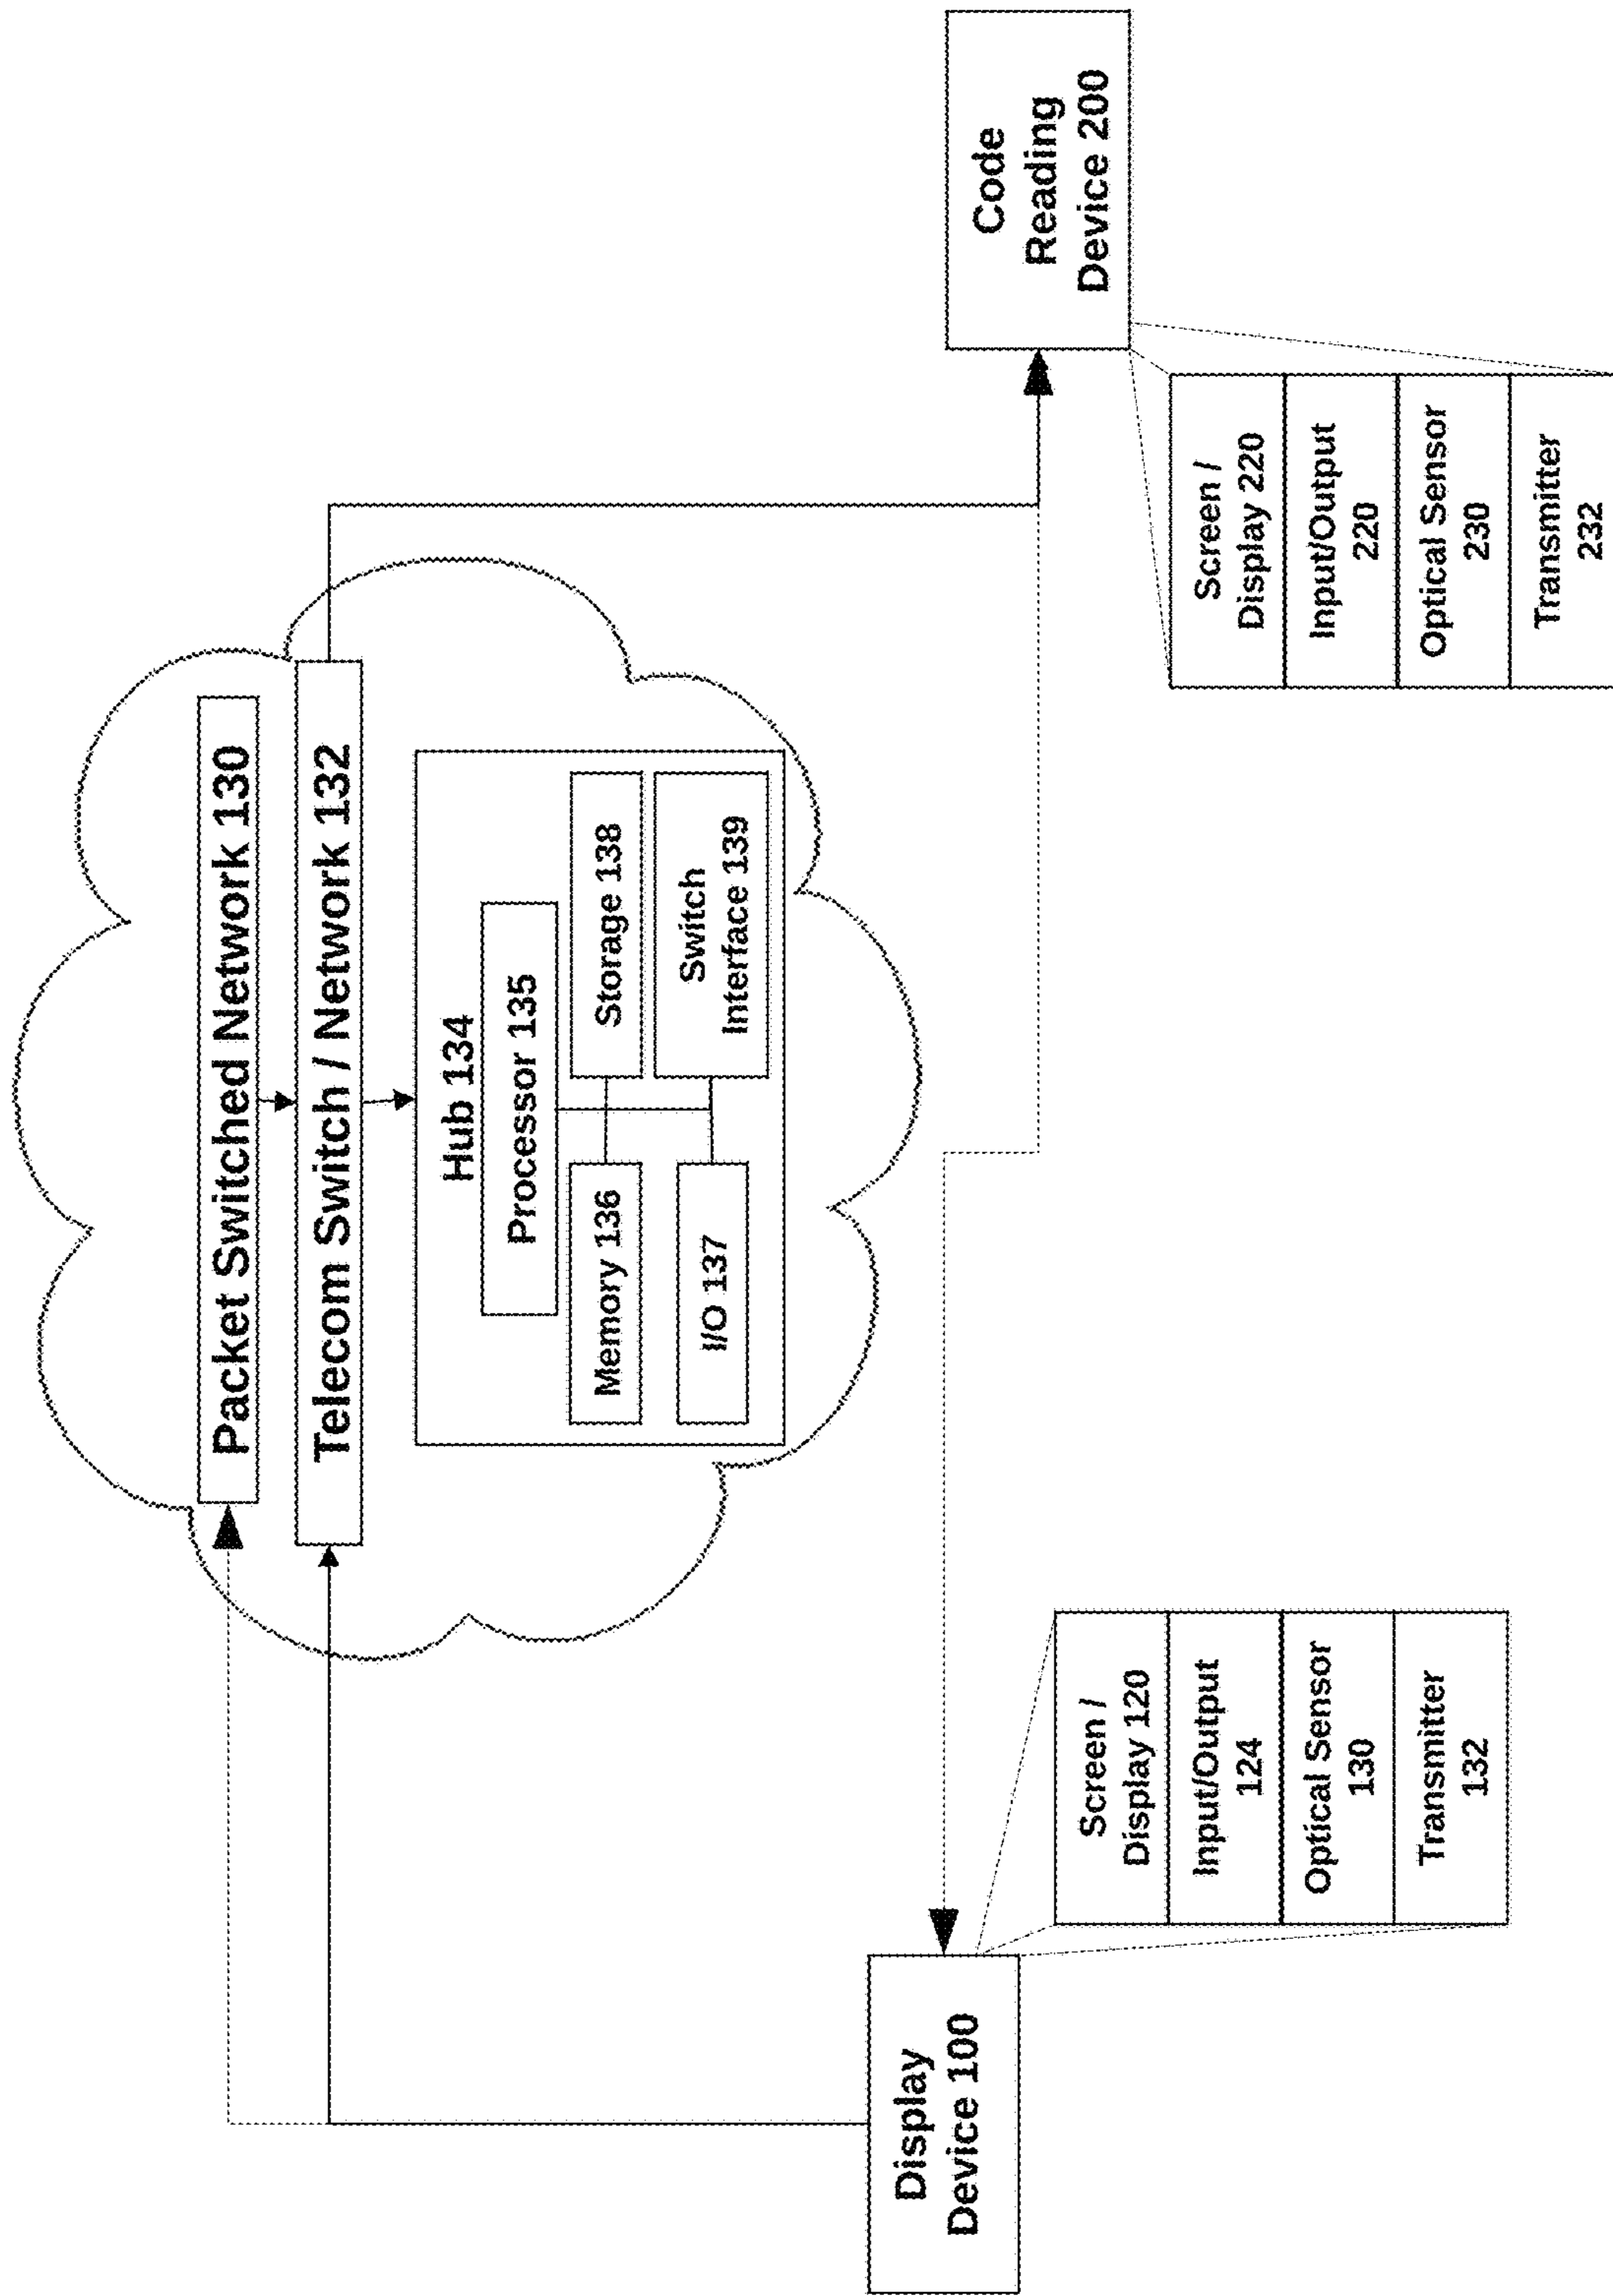 Packet Switched Network 130
Telecom Switch / Network 132
Hub 134
Processor 135
Memory 136
Storage 138
I/O 137
Switch
Interface 139
Display
Device 100
Screen /
Display 120
Input/Output
124
Optical Sensor
130
Transmitter
132
Code
Reading
Device 200
Screen /
Display 220
Input/Output
220
Optical Sensor
230
Transmitter
232